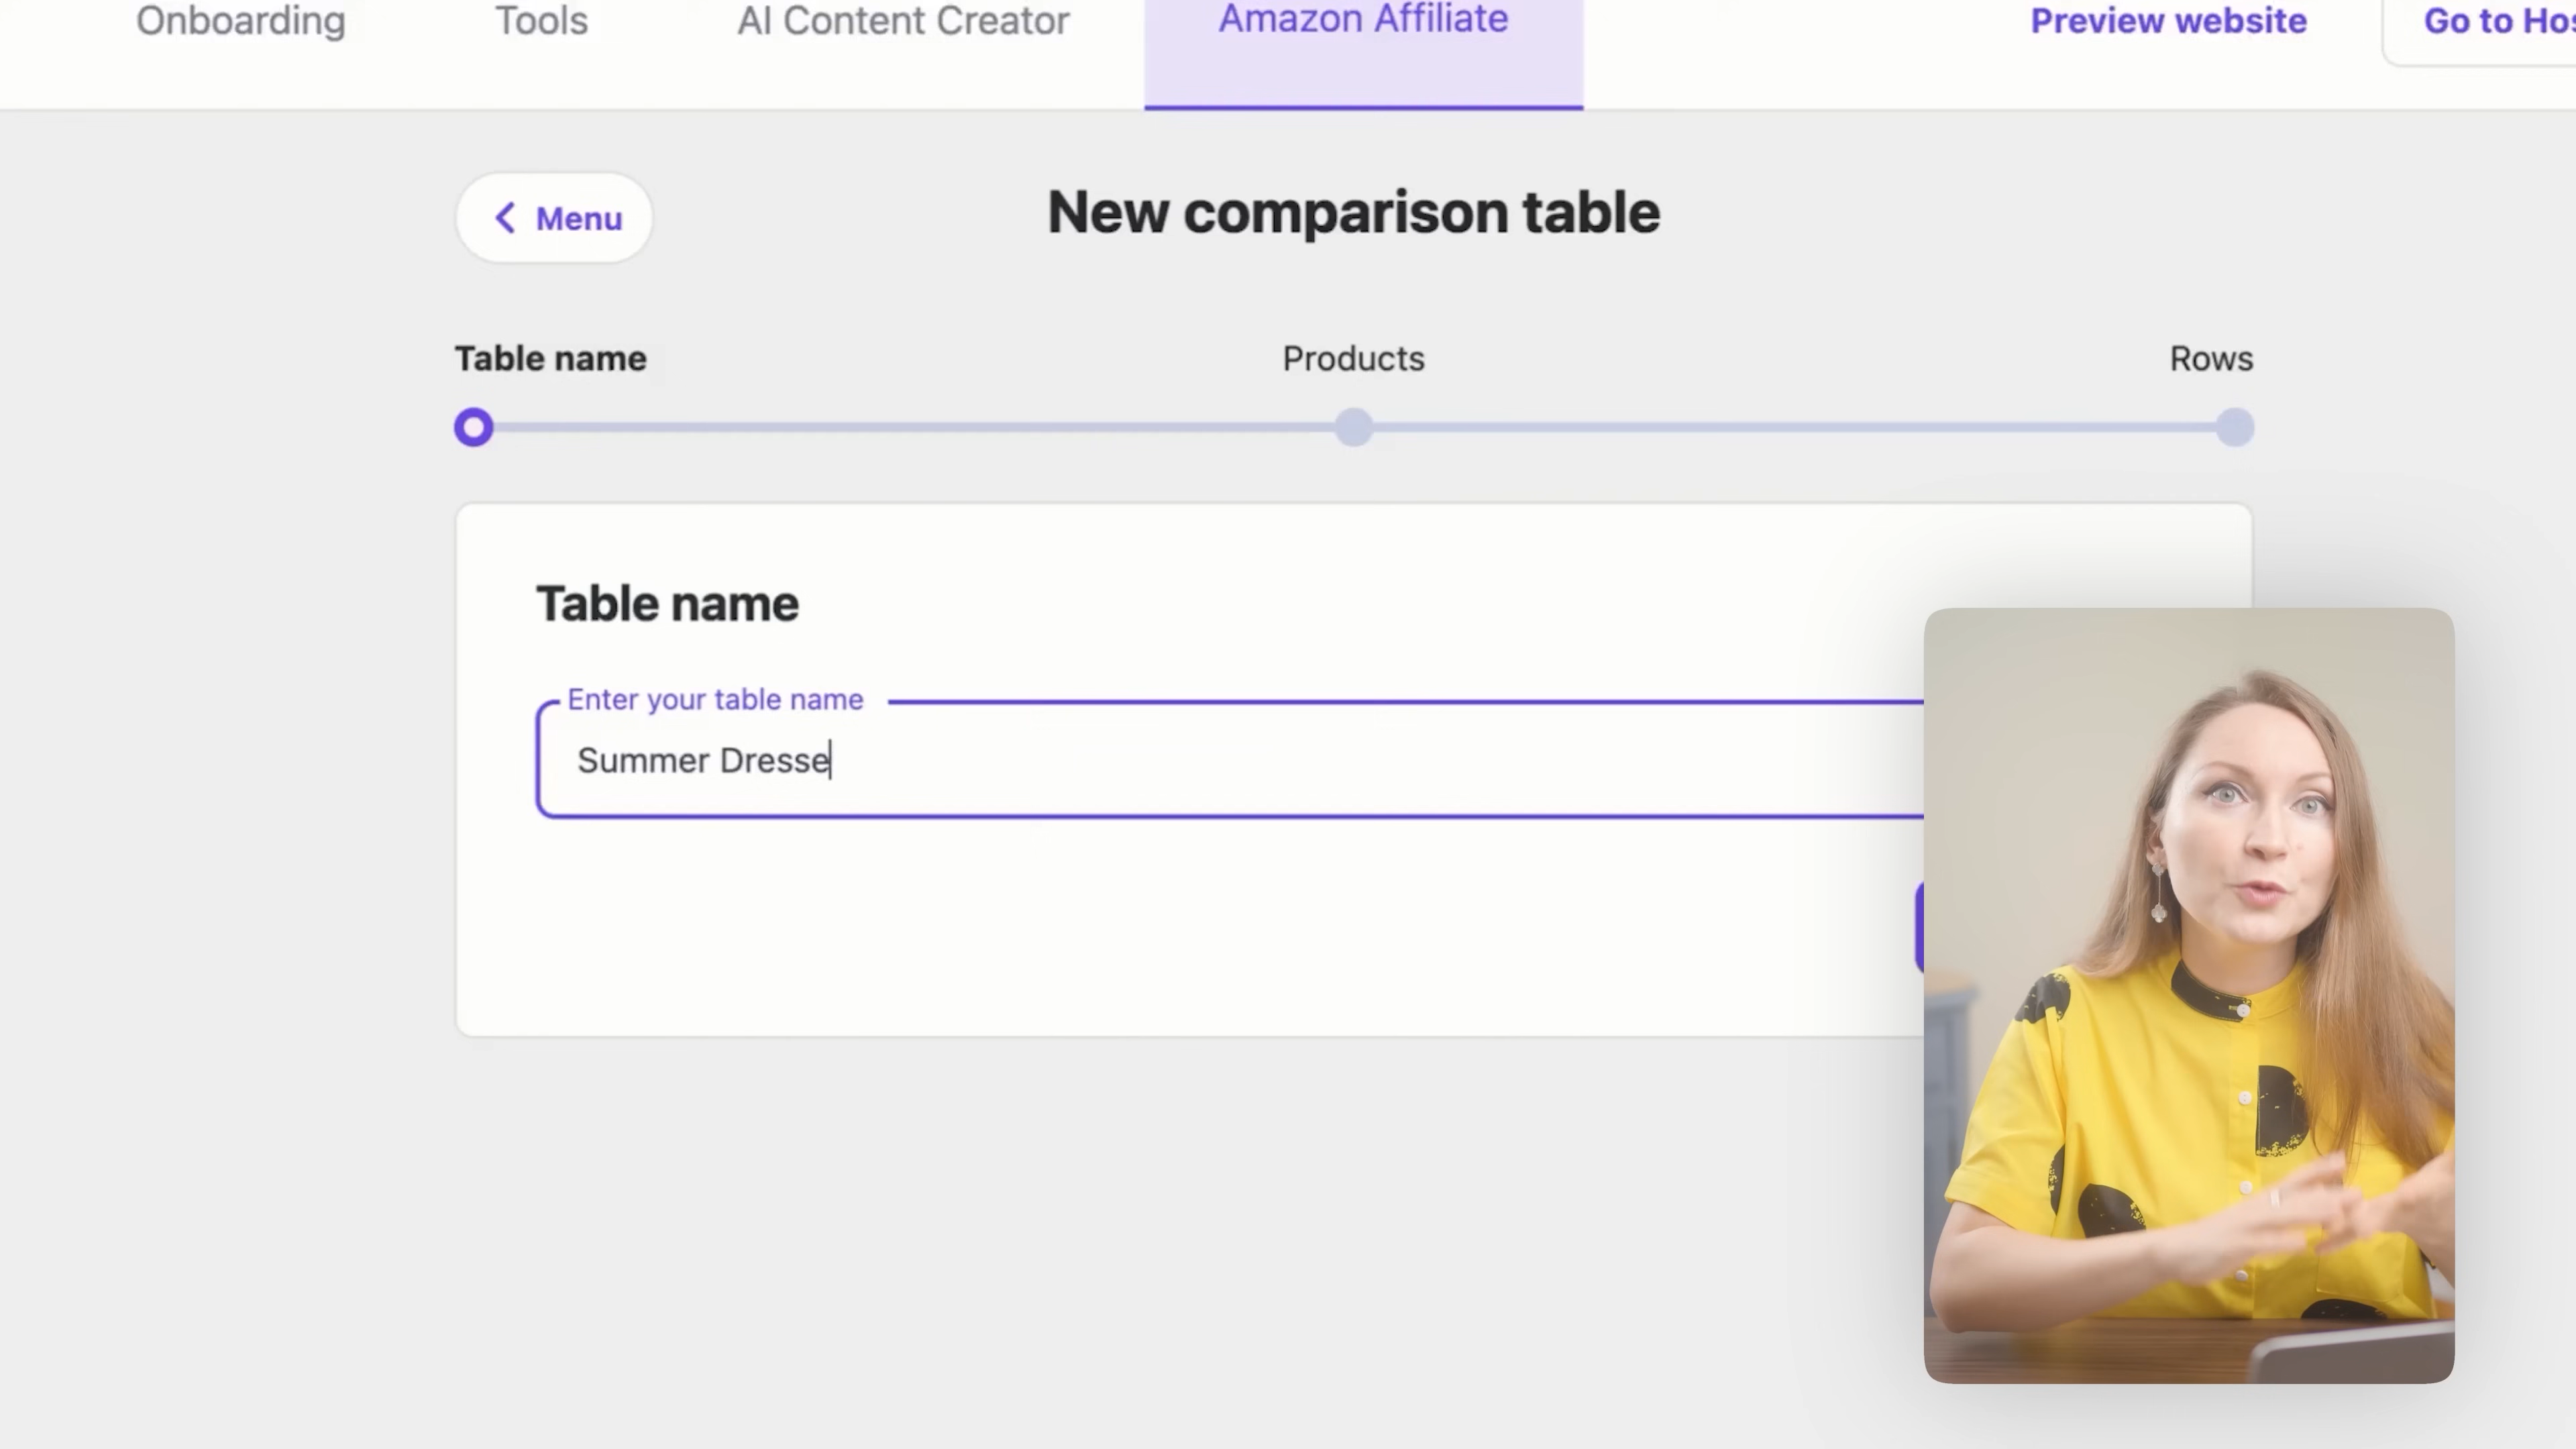 Onboarding
Tools
AI Content Creator
Amazon Affiliate
Preview website
Go to Hos
Menu
New comparison table
Table name
Products
Rows
Table name
Enter your table name
Summer Dresse